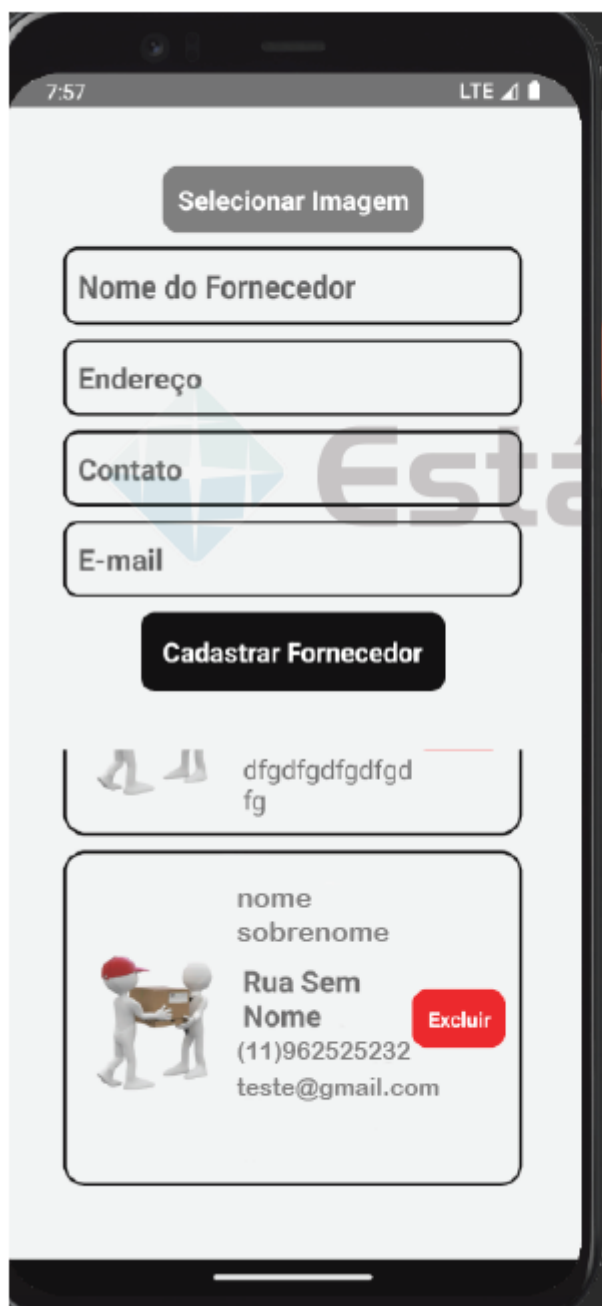 7:57 LTE
Selecionar Imagem
Nome do Fornecedor
Endereço
Contato
E-mail
Está
Cadastrar Fornecedor
dfgdfgdfgdfgd
fg
nome
sobrenome
Rua Sem
Nome
Excluir
(11)962525232
teste@gmail.com